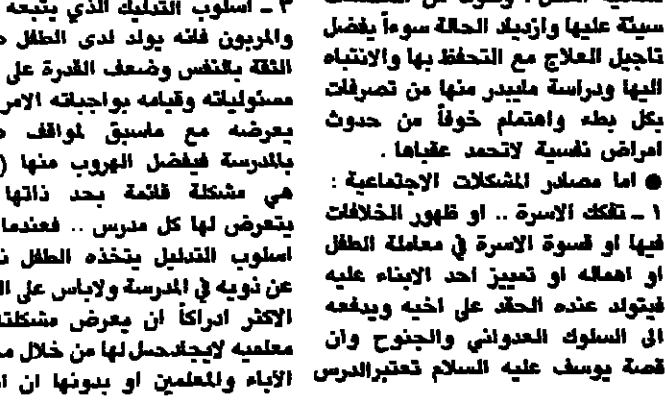 سيئة عليها وازدياد الحالة سوءاً يفضل
تاجيل العلاج مع التحفظ بها والانتباه
اليها ودراسة مايبدر منها من تصرفات
بكل بطء واهتمام خوفاً من حدوث
امراض نفسية لاتحمد عقباها .
● اما مصادر المشكلات الاجتماعية :
١ ــ تفكك الاسرة .. او ظهور الخلافات
فيها او قسوة الاسرة في معاملة الطفل
او اهماله او تمييز احد الابناء عليه
فيتولد عنده الحقد على اخيه ويدفعه
الى السلوك العدواني والجنوح وان
قصة يوسف عليه السلام تعتبرالدرس
٣ ــ اسلوب التدليل الذي يتبعه
والمربون فانه يولد لدى الطفل
الثقة بالنفس وضعف القدرة على
مسئولياته وقيامه بواجباته الامر
يعرضه مع ماسبق لمواقف
بالمدرسة فيفضل الهروب منها (
هي مشكلة قائمة بحد ذاتها
يتعرض لها كل مدرس .. فعندما
اسلوب التدليل يتخذه الطفل
عن ذويه في المدرسة ولاباس على
الاكثر ادراكاً ان يعرض مشكلته
معلميه لايجادحل لها من خلال
الآباء والمعلمين او بدونها ان